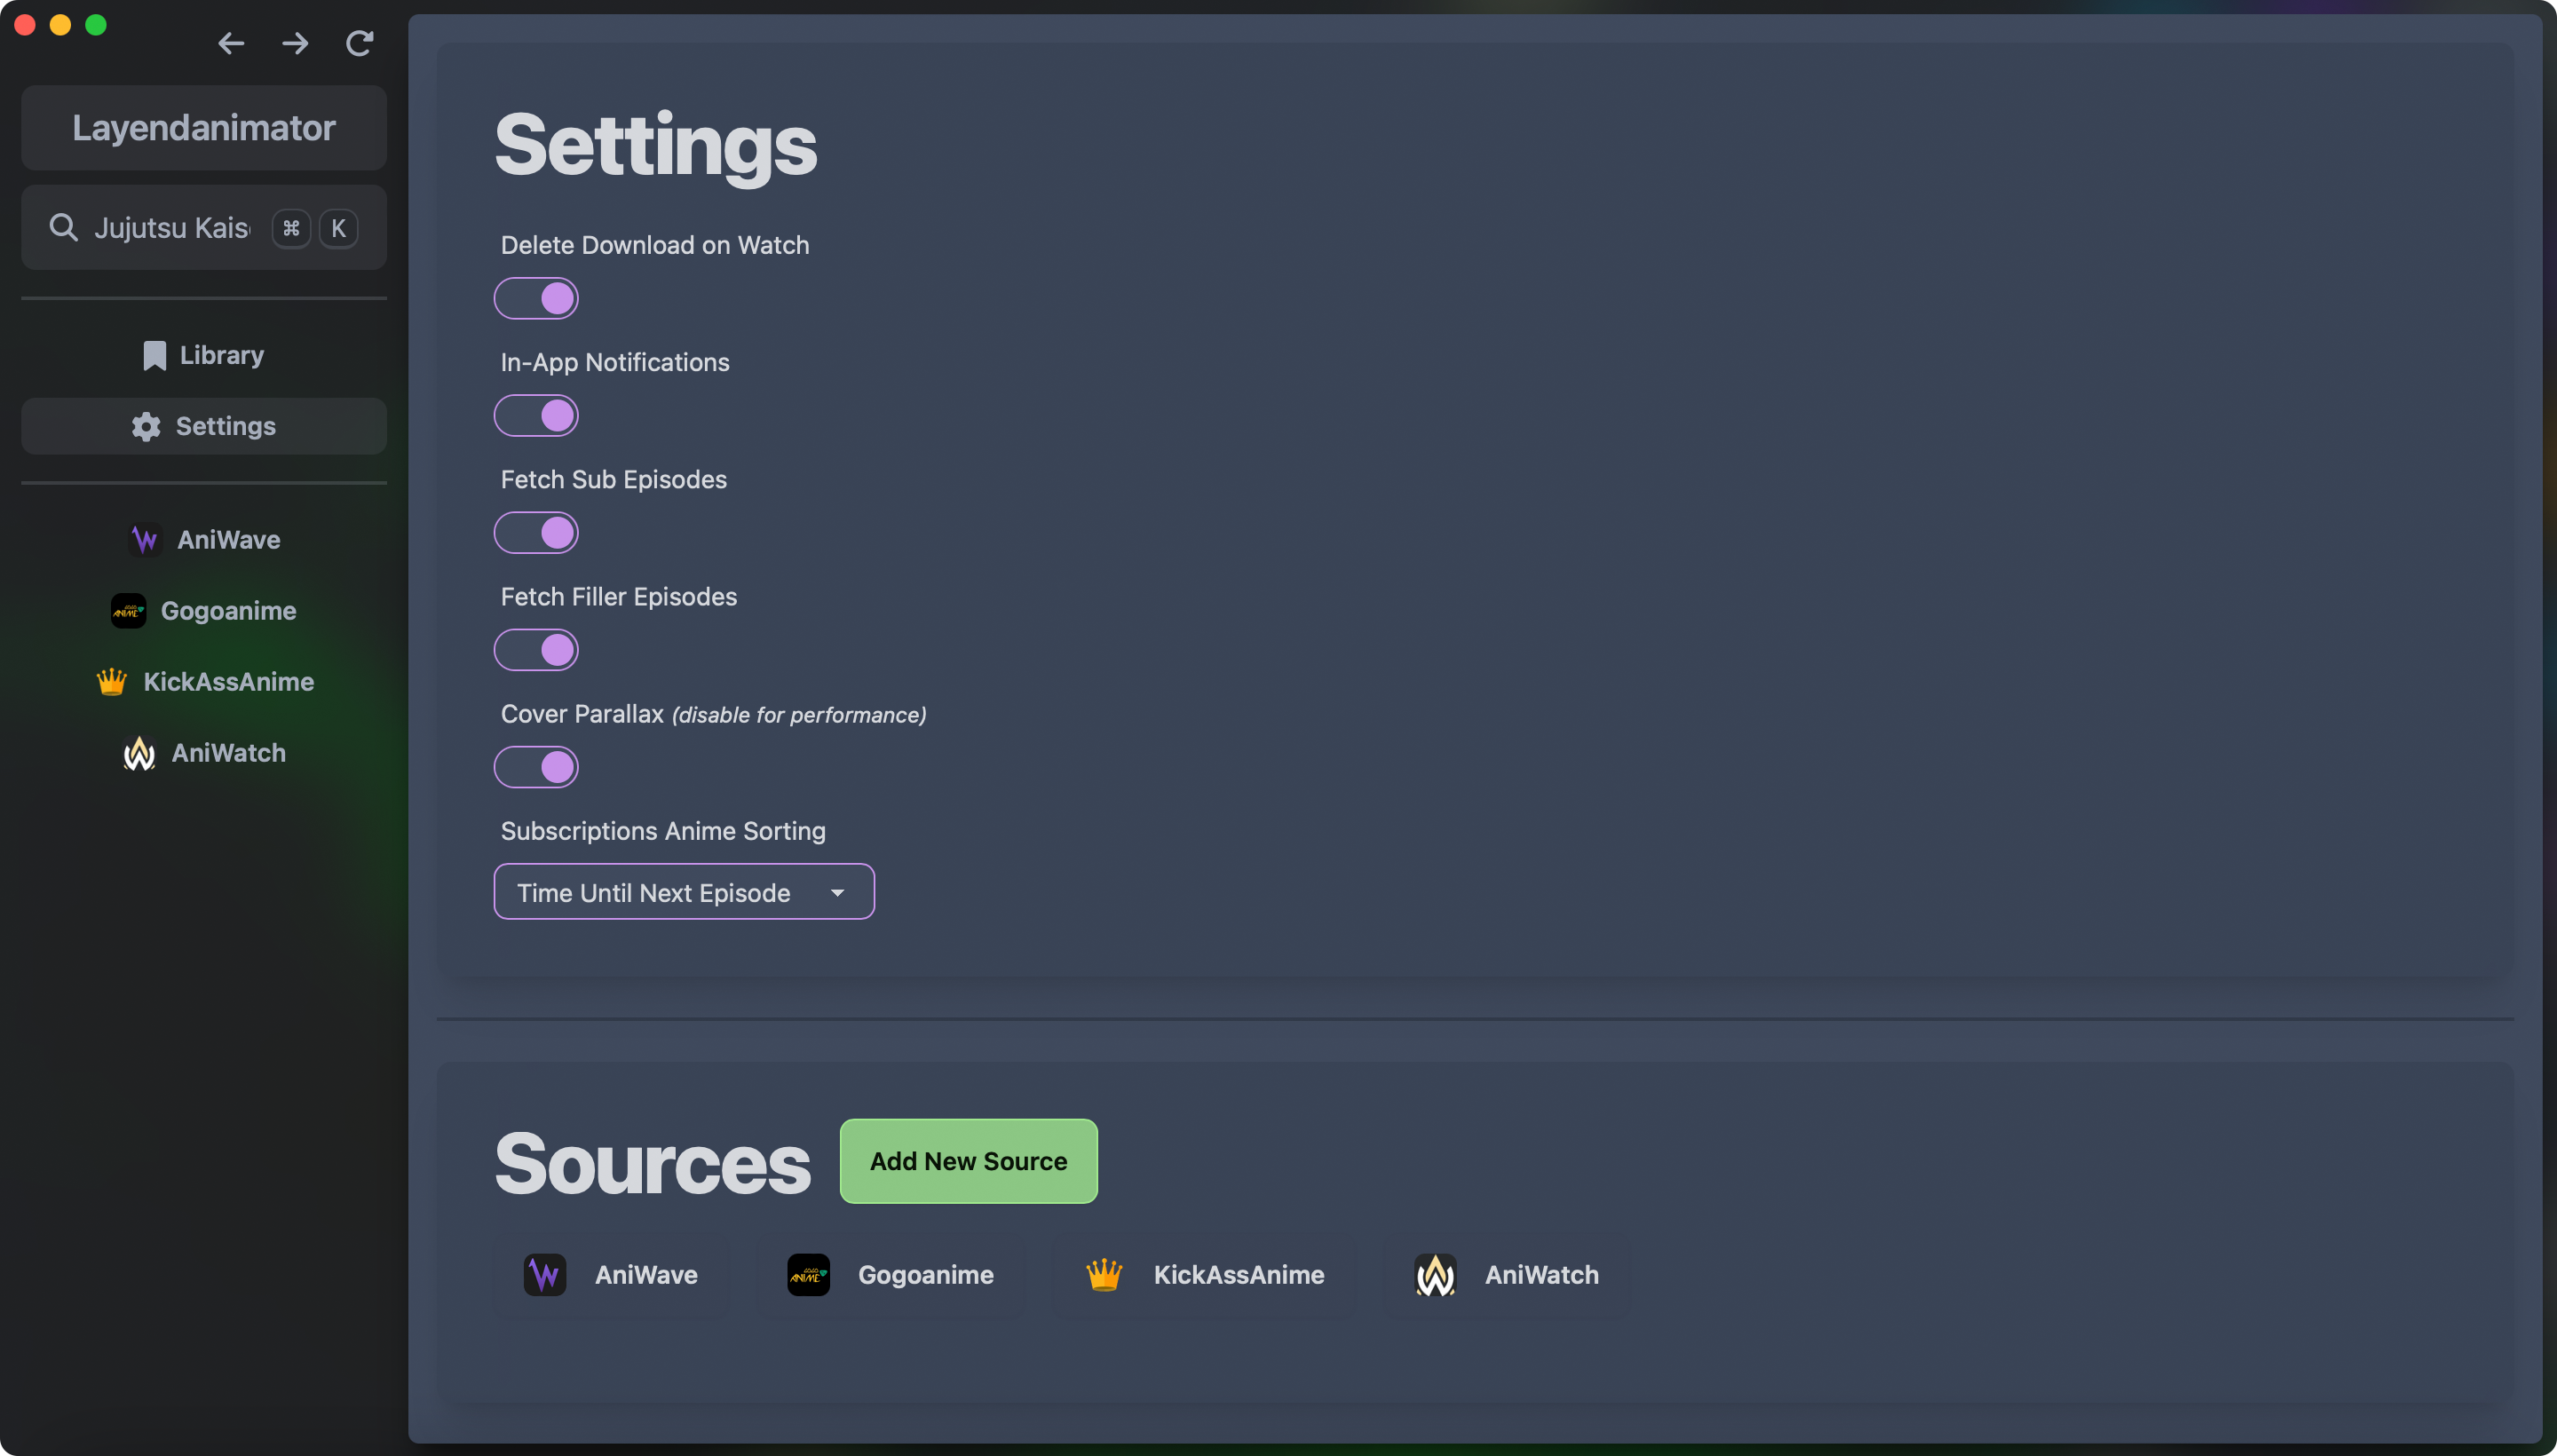 Layendanimator
Jujutsu Kais
⌘ K
Library
Settings
AniWave
Gogoanime
KickAssAnime
AniWatch
Settings
Delete Download on Watch
In-App Notifications
Fetch Sub Episodes
Fetch Filler Episodes
Cover Parallax (disable for performance)
Subscriptions Anime Sorting
Time Until Next Episode
Sources
Add New Source
AniWave
Gogoanime
KickAssAnime
AniWatch